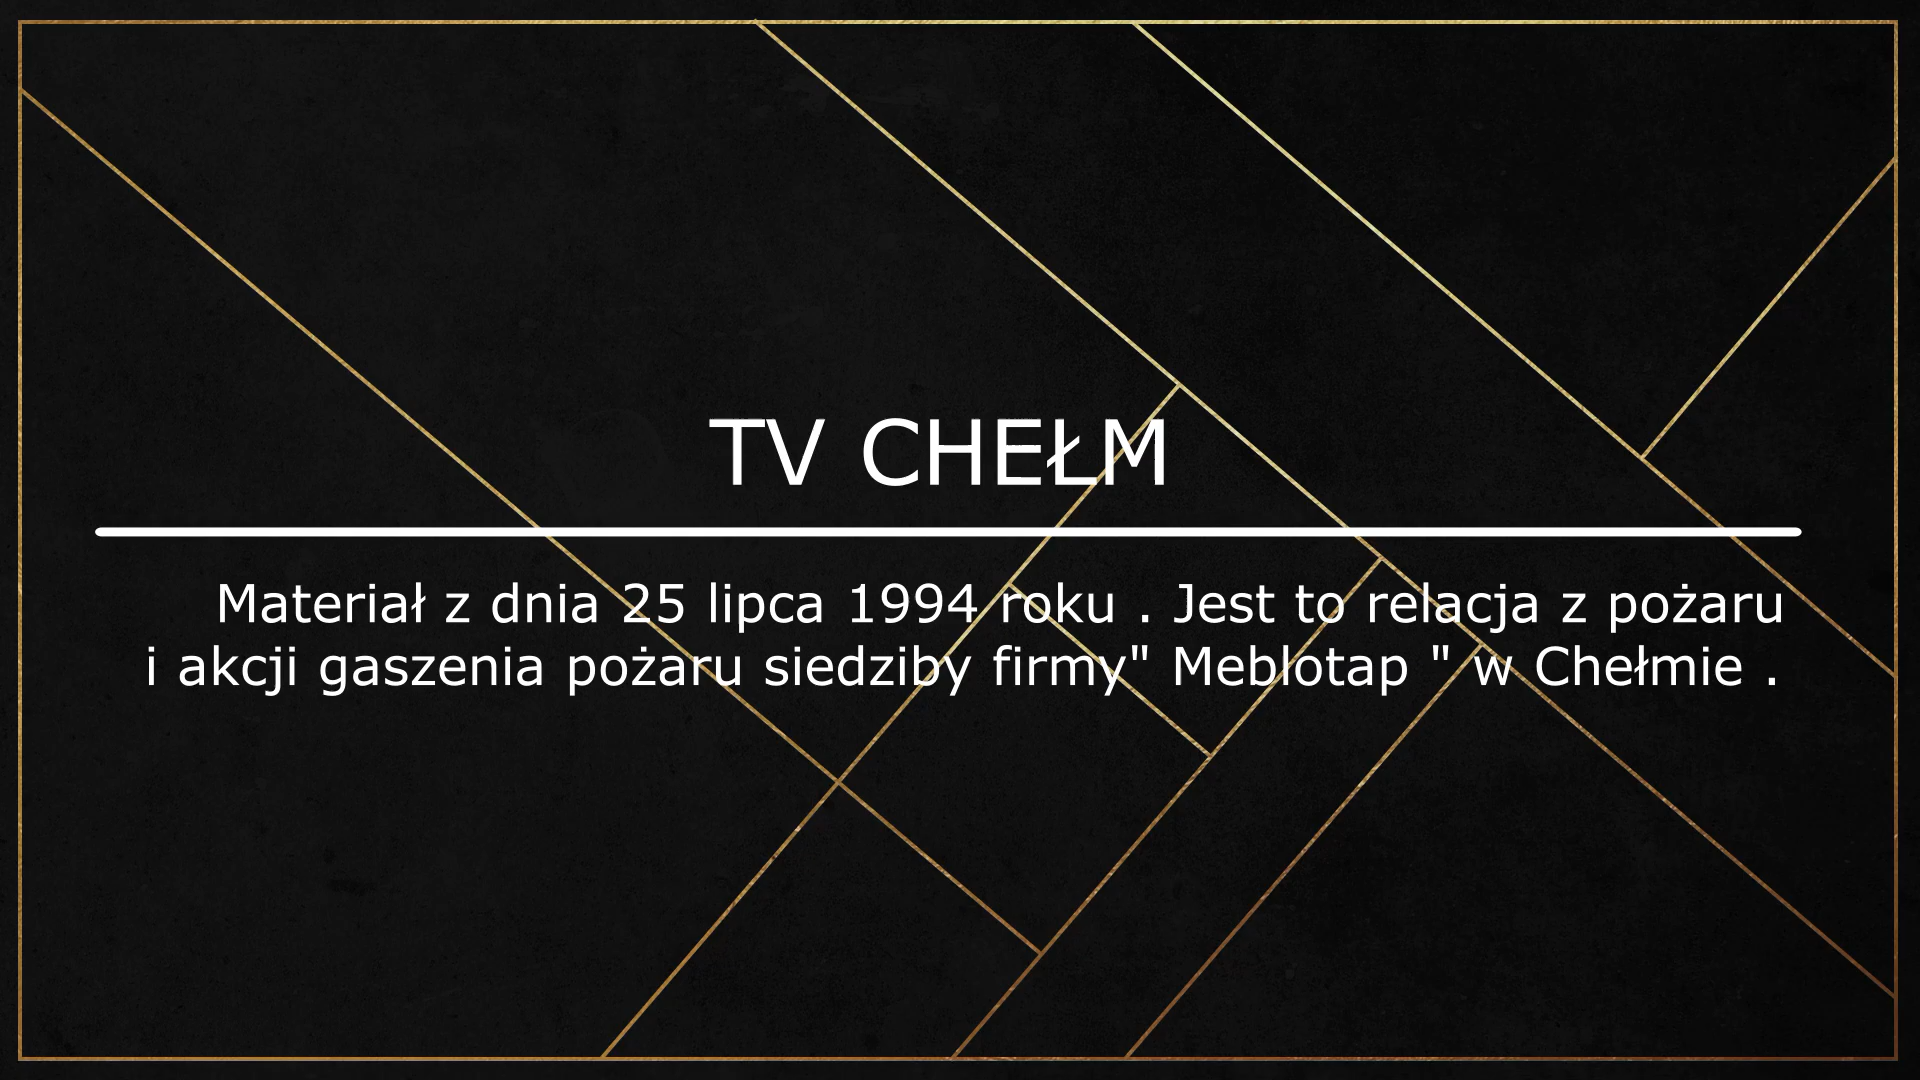 TV CHEŁM
Materiał z dnia 25 lipca 1994 roku . Jest to relacja z pożaru
i akcji gaszenia pożaru siedziby firmy" Meblotap " w Chełmie .